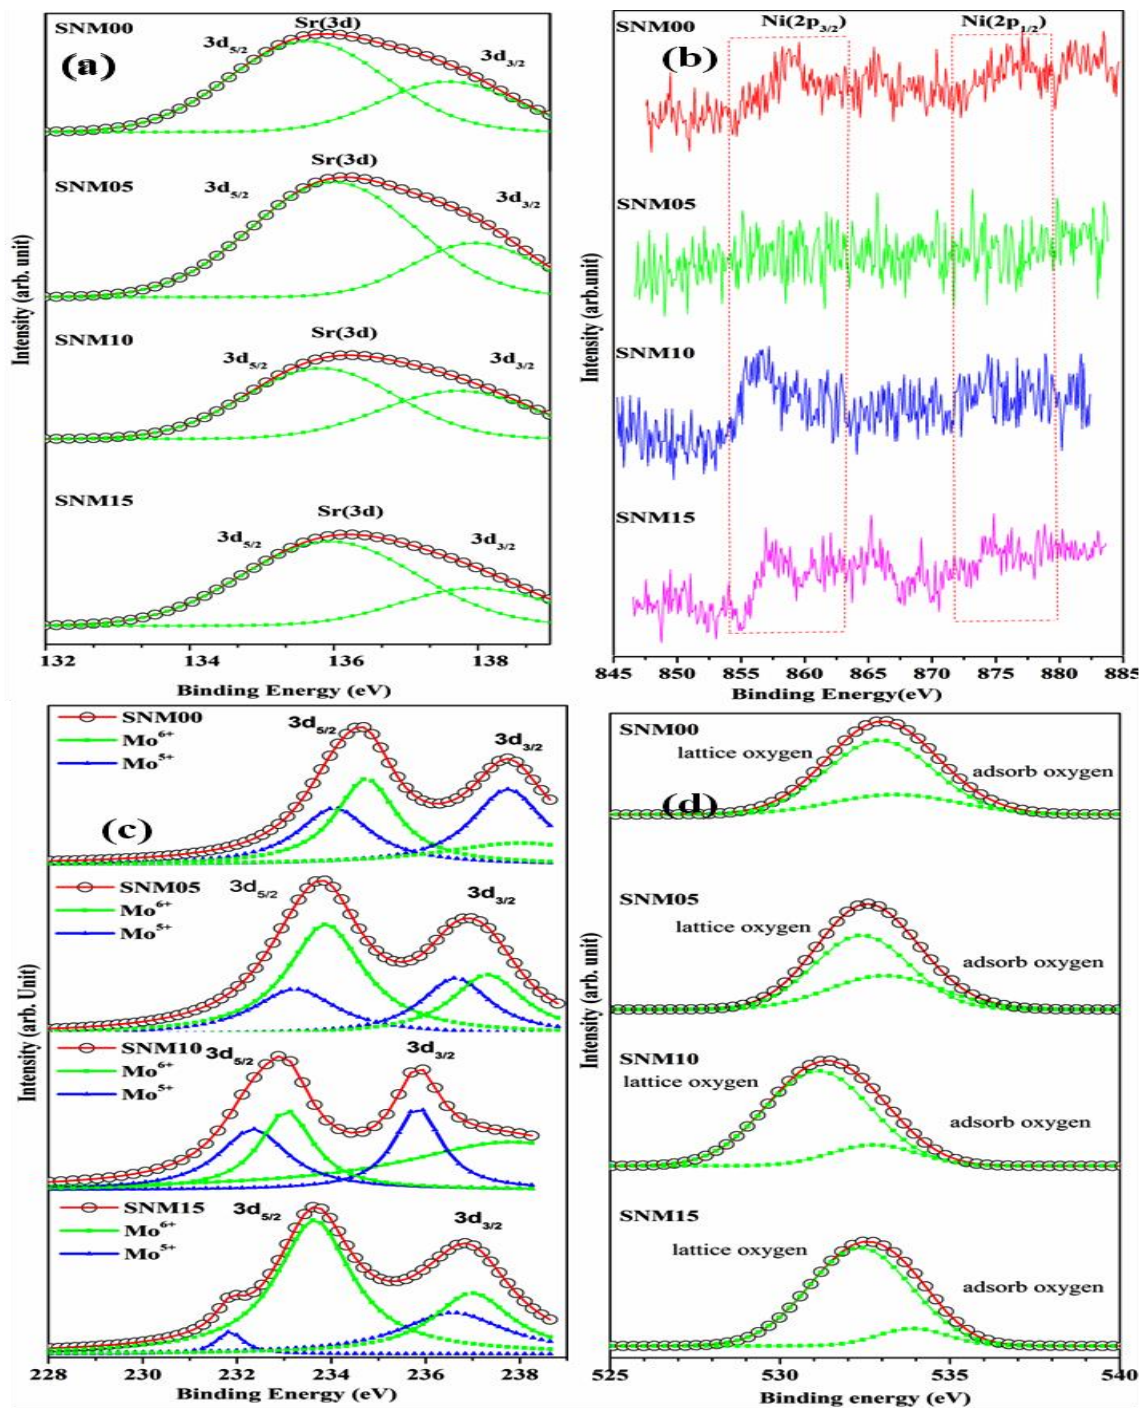 SNM00
Sr(3d)
3d5/2
3d3/2
(a)
SNM05
Sr(3d)
3d5/2
3d3/2
SNM10
Sr(3d)
3d5/2
3d3/2
SNM15
Sr(3d)
3d5/2
3d3/2
Intensity (arb. unit)
132 134 136 138
Binding Energy (eV)
Ni(2p3/2) Ni(2p1/2)
SNM00
(b)
SNM05
SNM10
SNM15
Intensity (arb.unit)
845 850 855 860 865 870 875 880 885
Binding Energy(eV)
SNM00
Mo6+
Mo5+
3d5/2
3d3/2
(c)
SNM05
Mo6+
Mo5+
3d5/2
3d3/2
SNM10
Mo6+
Mo5+
3d5/2
3d3/2
SNM15
Mo6+
Mo5+
3d5/2
3d3/2
Intensity (arb. Unit)
228 230 232 234 236 238
Binding Energy (eV)
SNM00
lattice oxygen
adsorb oxygen
(d)
SNM05
lattice oxygen
adsorb oxygen
SNM10
lattice oxygen
adsorb oxygen
SNM15
lattice oxygen
adsorb oxygen
Intensity (arb. unit)
525 530 535 540
Binding energy (eV)